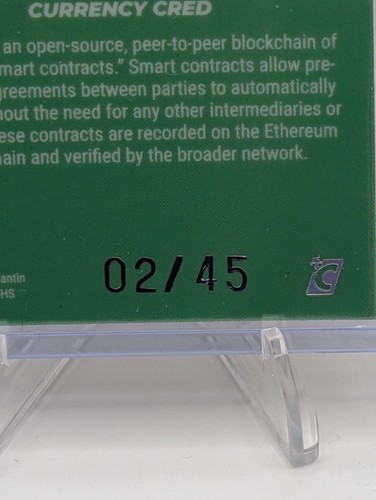 CURRENCY CRED
an open-source, peer-to-peer blockchain of
mart contracts.” Smart contracts allow pre-
greements between parties to automatically
hout the need for any other intermediaries or
ese contracts are recorded on the Ethereum
hain and verified by the broader network.
antin
HS
02/45
C